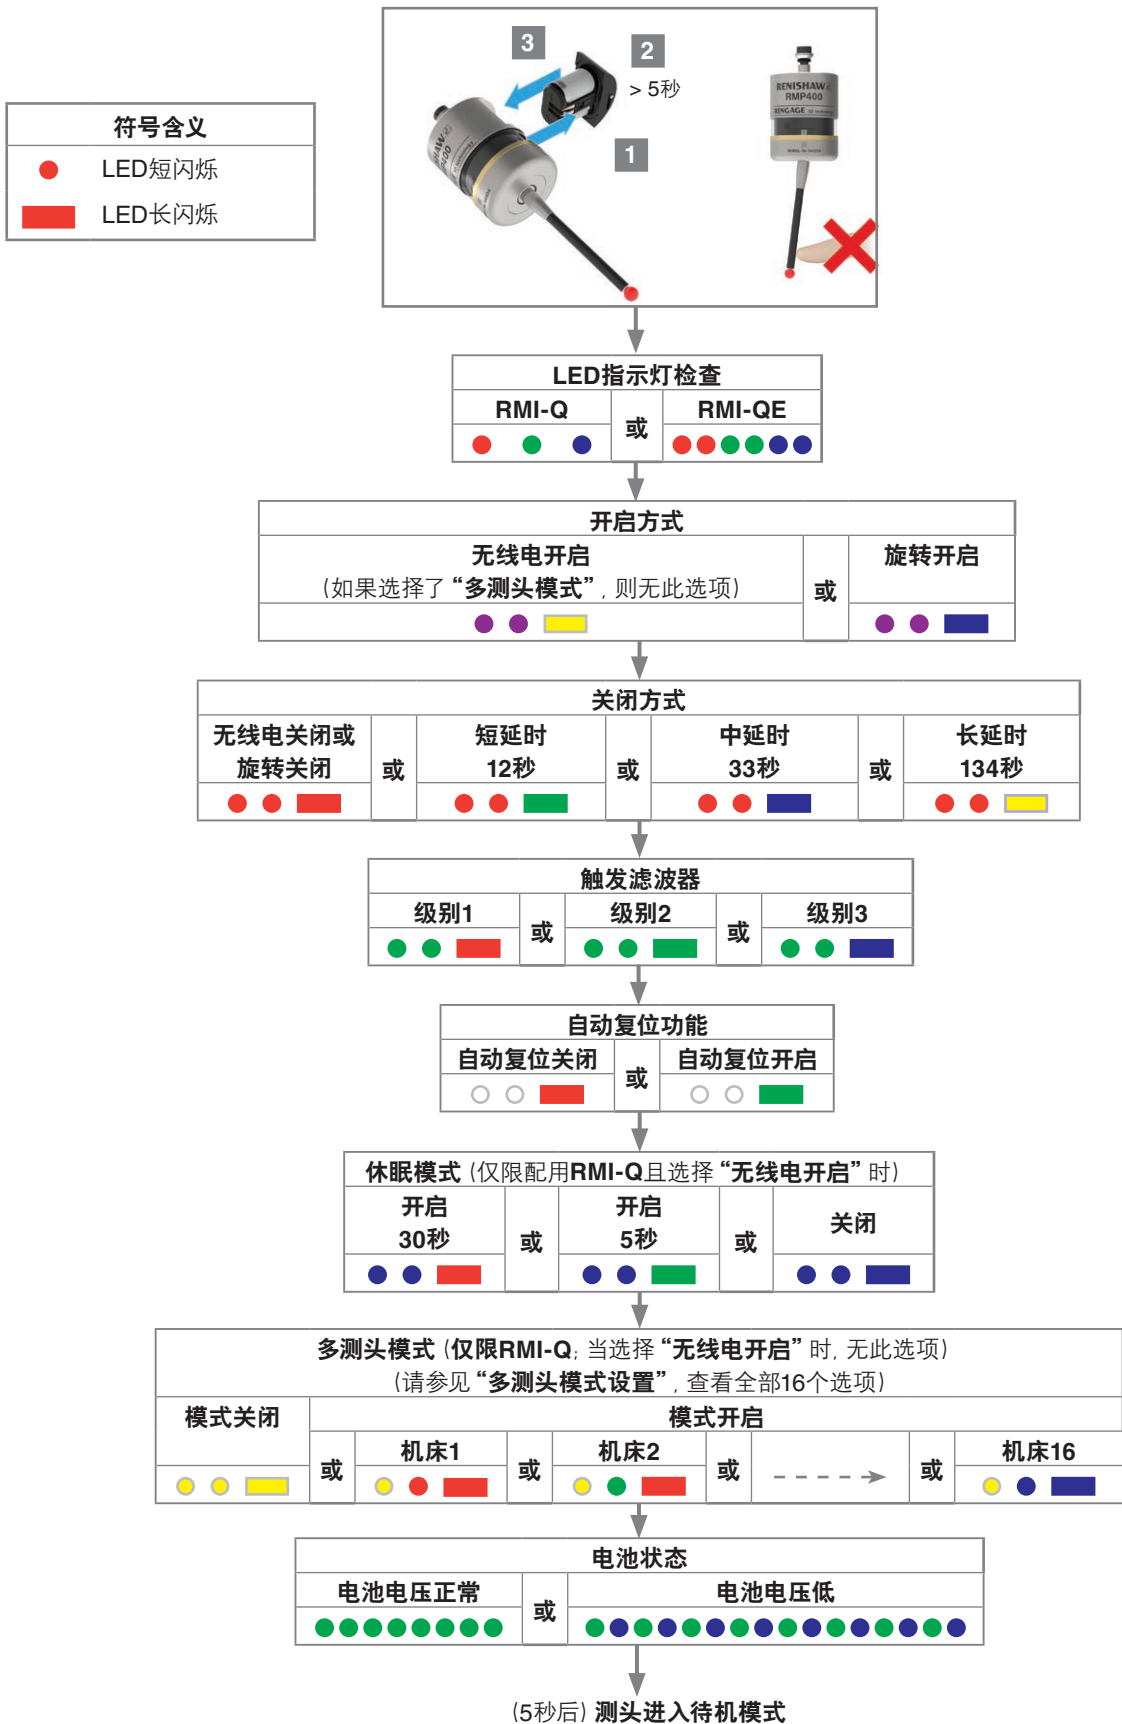 3
2
> 5秒
1
RENISHAW
RMP400
RENGAGE
符号含义
LED短闪烁
LED长闪烁
LED指示灯检查
RMI-Q
或
RMI-QE
开启方式
无线电开启
(如果选择了“多测头模式”, 则无此选项)
或
旋转开启
关闭方式
无线电关闭或
旋转关闭
或
短延时
12秒
或
中延时
33秒
或
长延时
134秒
触发滤波器
级别1
或
级别2
或
级别3
自动复位功能
自动复位关闭
或
自动复位开启
休眠模式 (仅限配用RMI-Q且选择“无线电开启”时)
开启
30秒
或
开启
5秒
或
关闭
多测头模式 (仅限RMI-Q; 当选择“无线电开启”时, 无此选项)
(请参见“多测头模式设置”, 查看全部16个选项)
模式关闭
模式开启
或
机床1
或
机床2
或
或
机床16
电池状态
电池电压正常
或
电池电压低
(5秒后) 测头进入待机模式